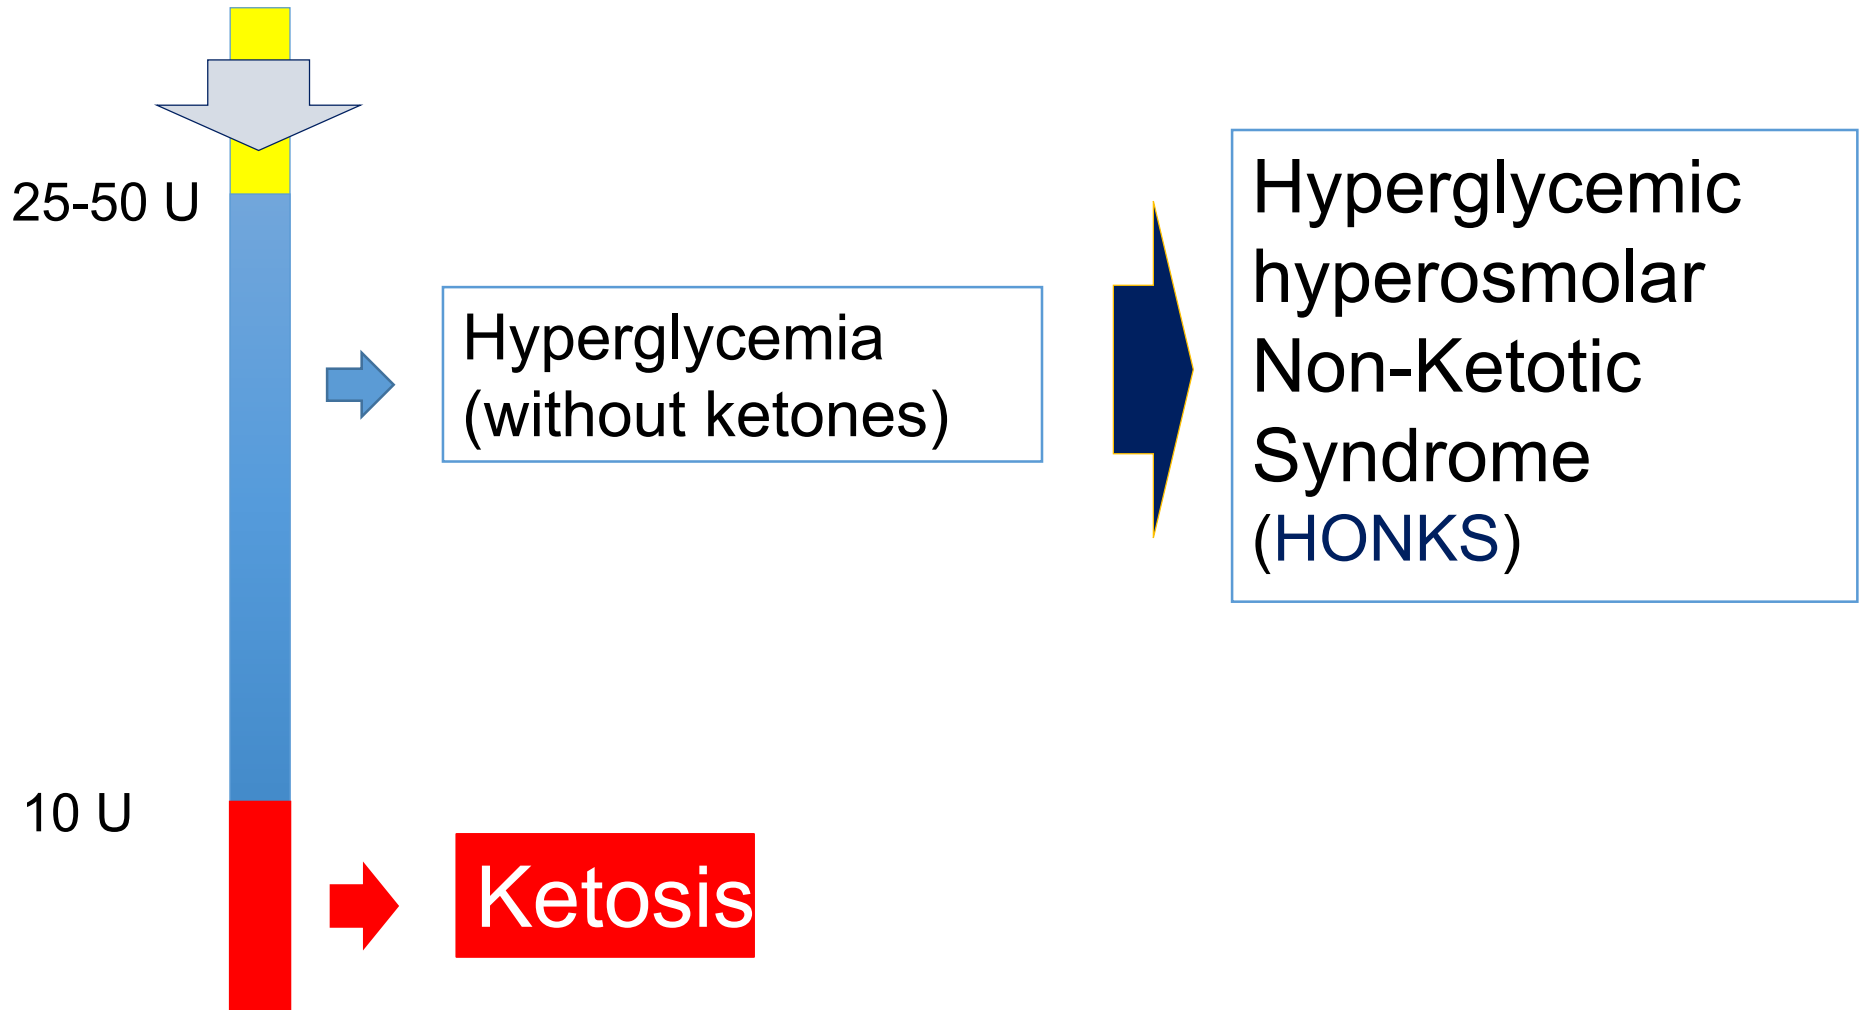 25-50 U
Hyperglycemia
(without ketones)
Hyperglycemic
hyperosmolar
Non-Ketotic
Syndrome
(HONKS)
10 U
Ketosis